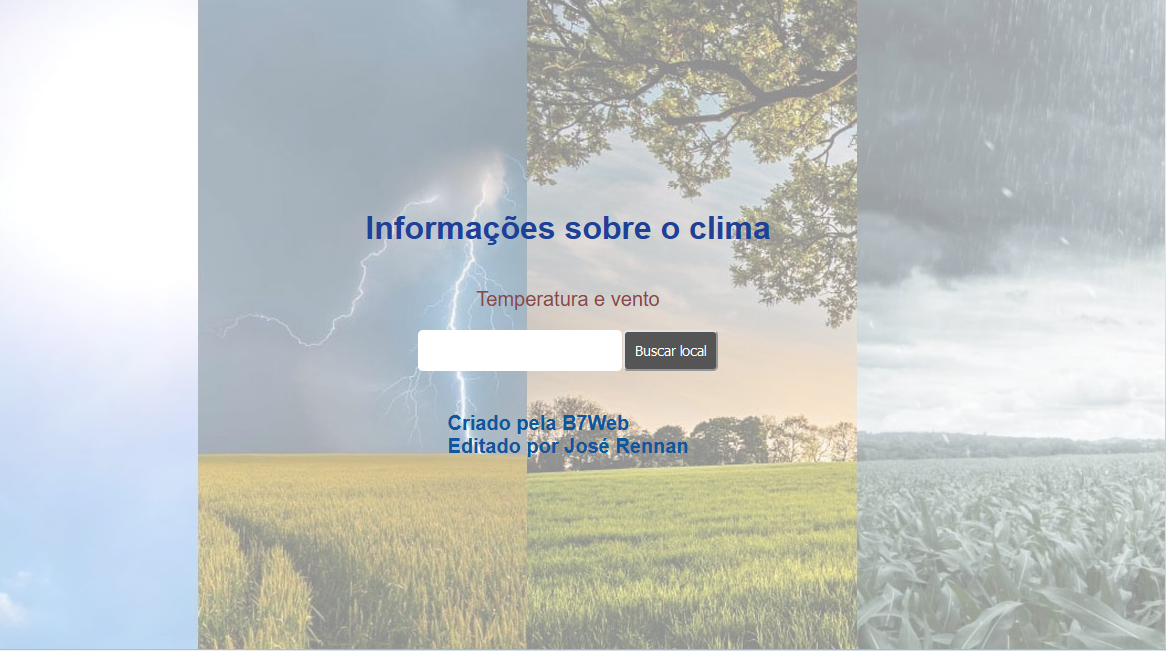 Informações sobre o clima
Temperatura e vento
Buscar local
Criado pela B7Web
Editado por José Rennan